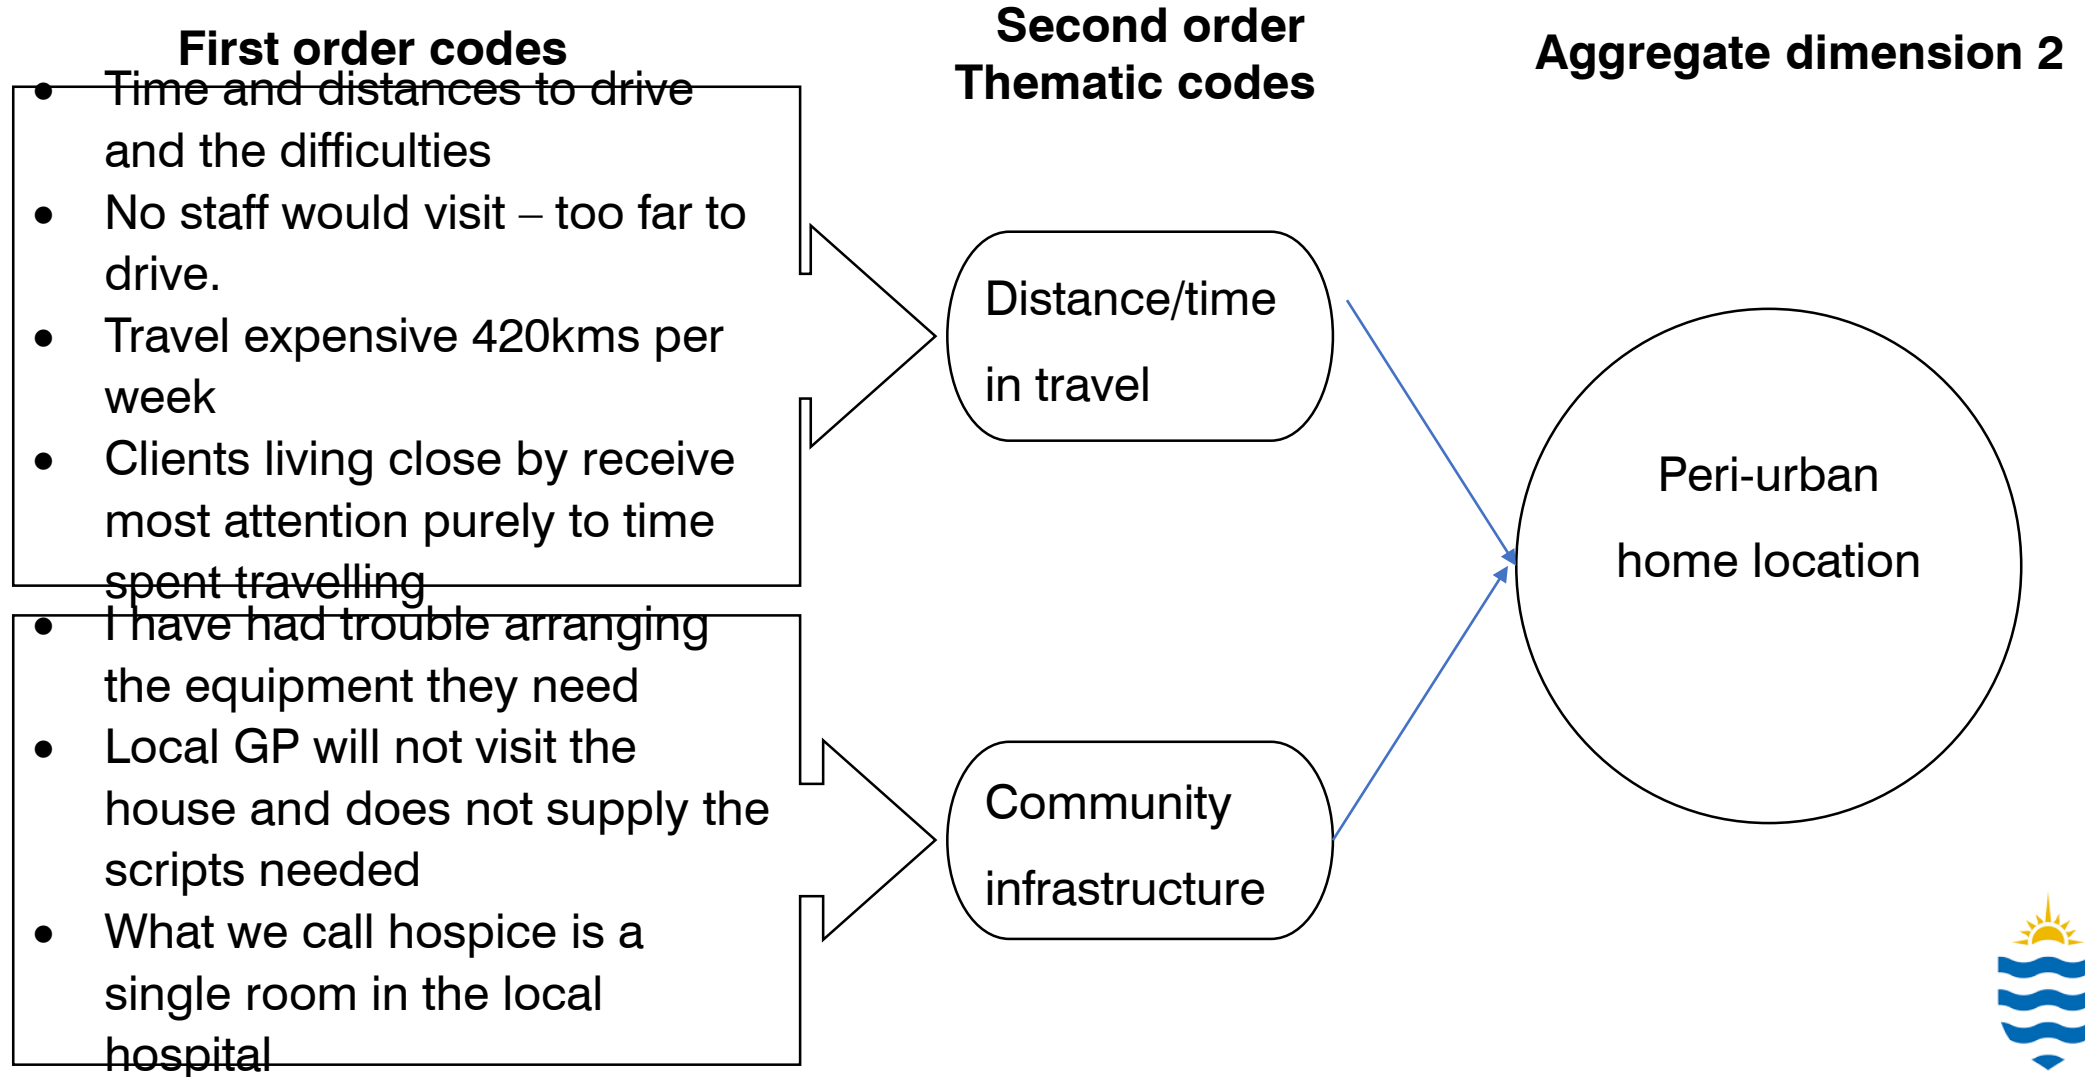 First order codes
• Time and distances to drive
and the difficulties
• No staff would visit – too far to
drive.
• Travel expensive 420kms per
week
• Clients living close by receive
most attention purely to time
spent travelling
• I have had trouble arranging
the equipment they need
• Local GP will not visit the
house and does not supply the
scripts needed
• What we call hospice is a
single room in the local
hospital
Second order
Thematic codes
Distance/time
in travel
Community
infrastructure
Aggregate dimension 2
Peri-urban
home location